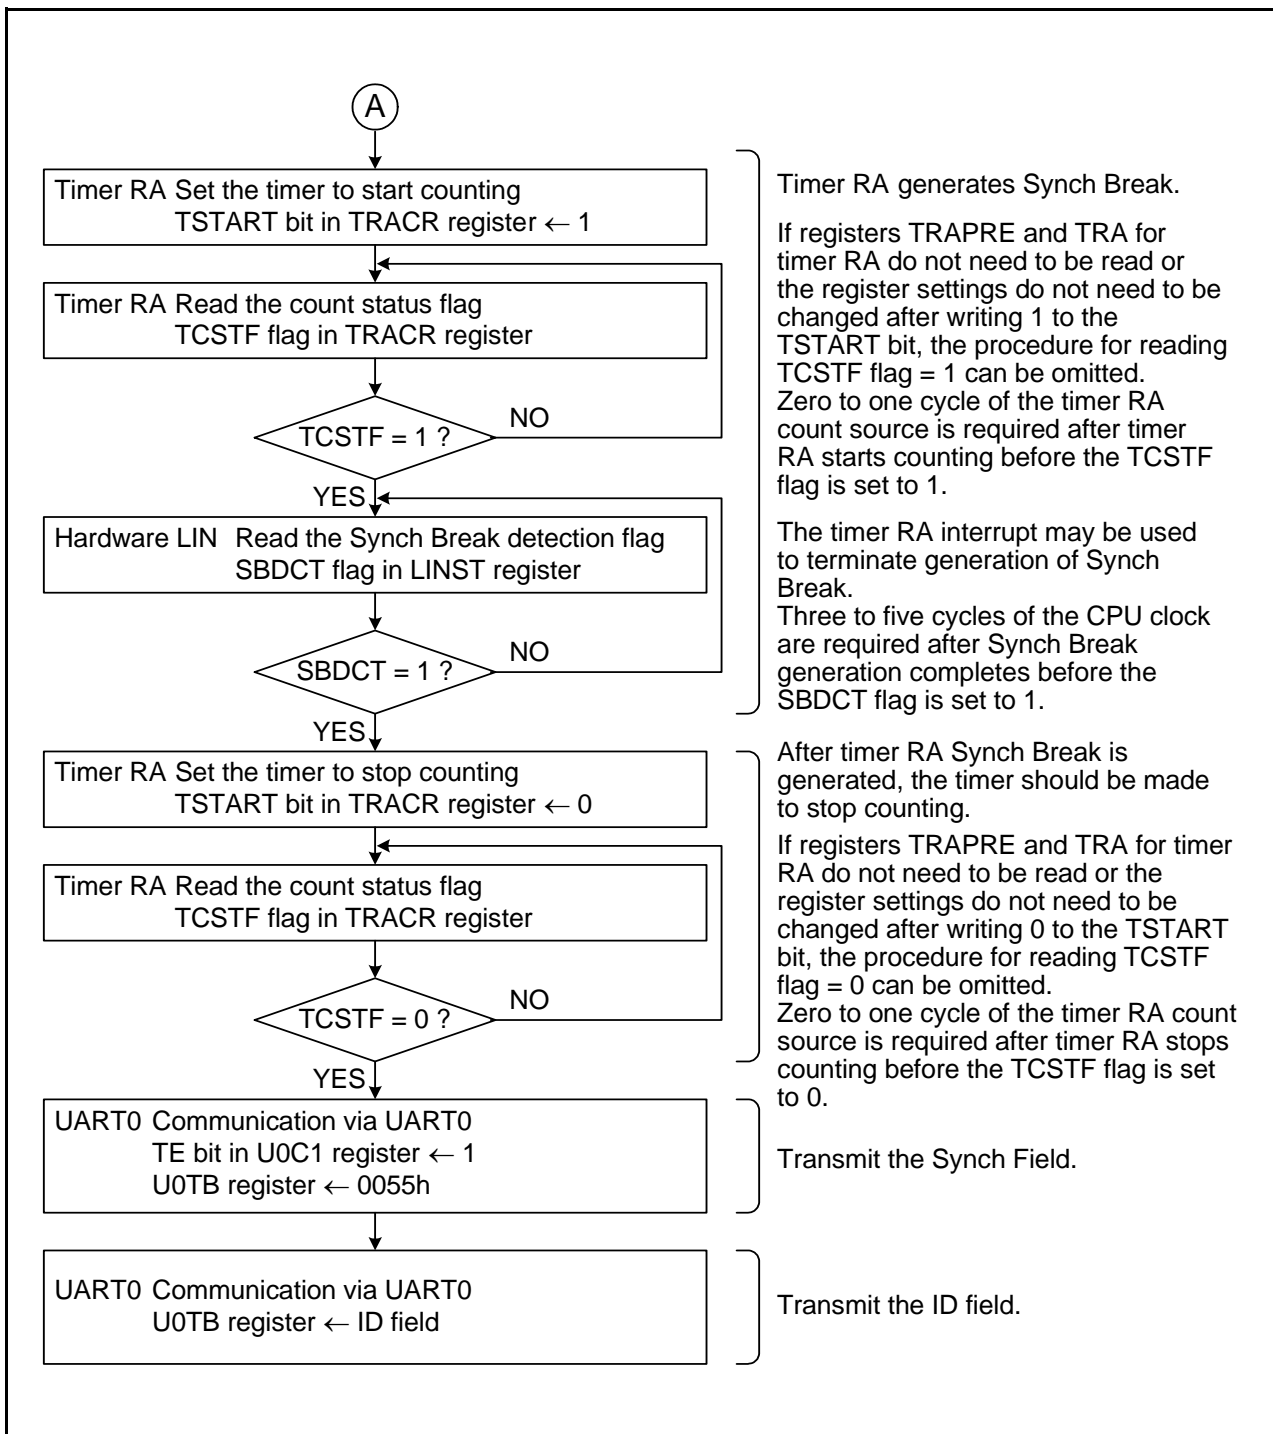 A
Timer RA Set the timer to start counting
TSTART bit in TRACR register ← 1
Timer RA Read the count status flag
TCSTF flag in TRACR register
TCSTF = 1 ?
NO
YES
Hardware LIN Read the Synch Break detection flag
SBDCT flag in LINST register
SBDCT = 1 ?
NO
YES
Timer RA generates Synch Break.
If registers TRAPRE and TRA for
timer RA do not need to be read or
the register settings do not need to be
changed after writing 1 to the
TSTART bit, the procedure for reading
TCSTF flag = 1 can be omitted.
Zero to one cycle of the timer RA
count source is required after timer
RA starts counting before the TCSTF
flag is set to 1.
The timer RA interrupt may be used
to terminate generation of Synch
Break.
Three to five cycles of the CPU clock
are required after Synch Break
generation completes before the
SBDCT flag is set to 1.
Timer RA Set the timer to stop counting
TSTART bit in TRACR register ← 0
Timer RA Read the count status flag
TCSTF flag in TRACR register
TCSTF = 0 ?
NO
YES
After timer RA Synch Break is
generated, the timer should be made
to stop counting.
If registers TRAPRE and TRA for timer
RA do not need to be read or the
register settings do not need to be
changed after writing 0 to the TSTART
bit, the procedure for reading TCSTF
flag = 0 can be omitted.
Zero to one cycle of the timer RA count
source is required after timer RA stops
counting before the TCSTF flag is set
to 0.
UART0 Communication via UART0
TE bit in U0C1 register ← 1
U0TB register ← 0055h
Transmit the Synch Field.
UART0 Communication via UART0
U0TB register ← ID field
Transmit the ID field.